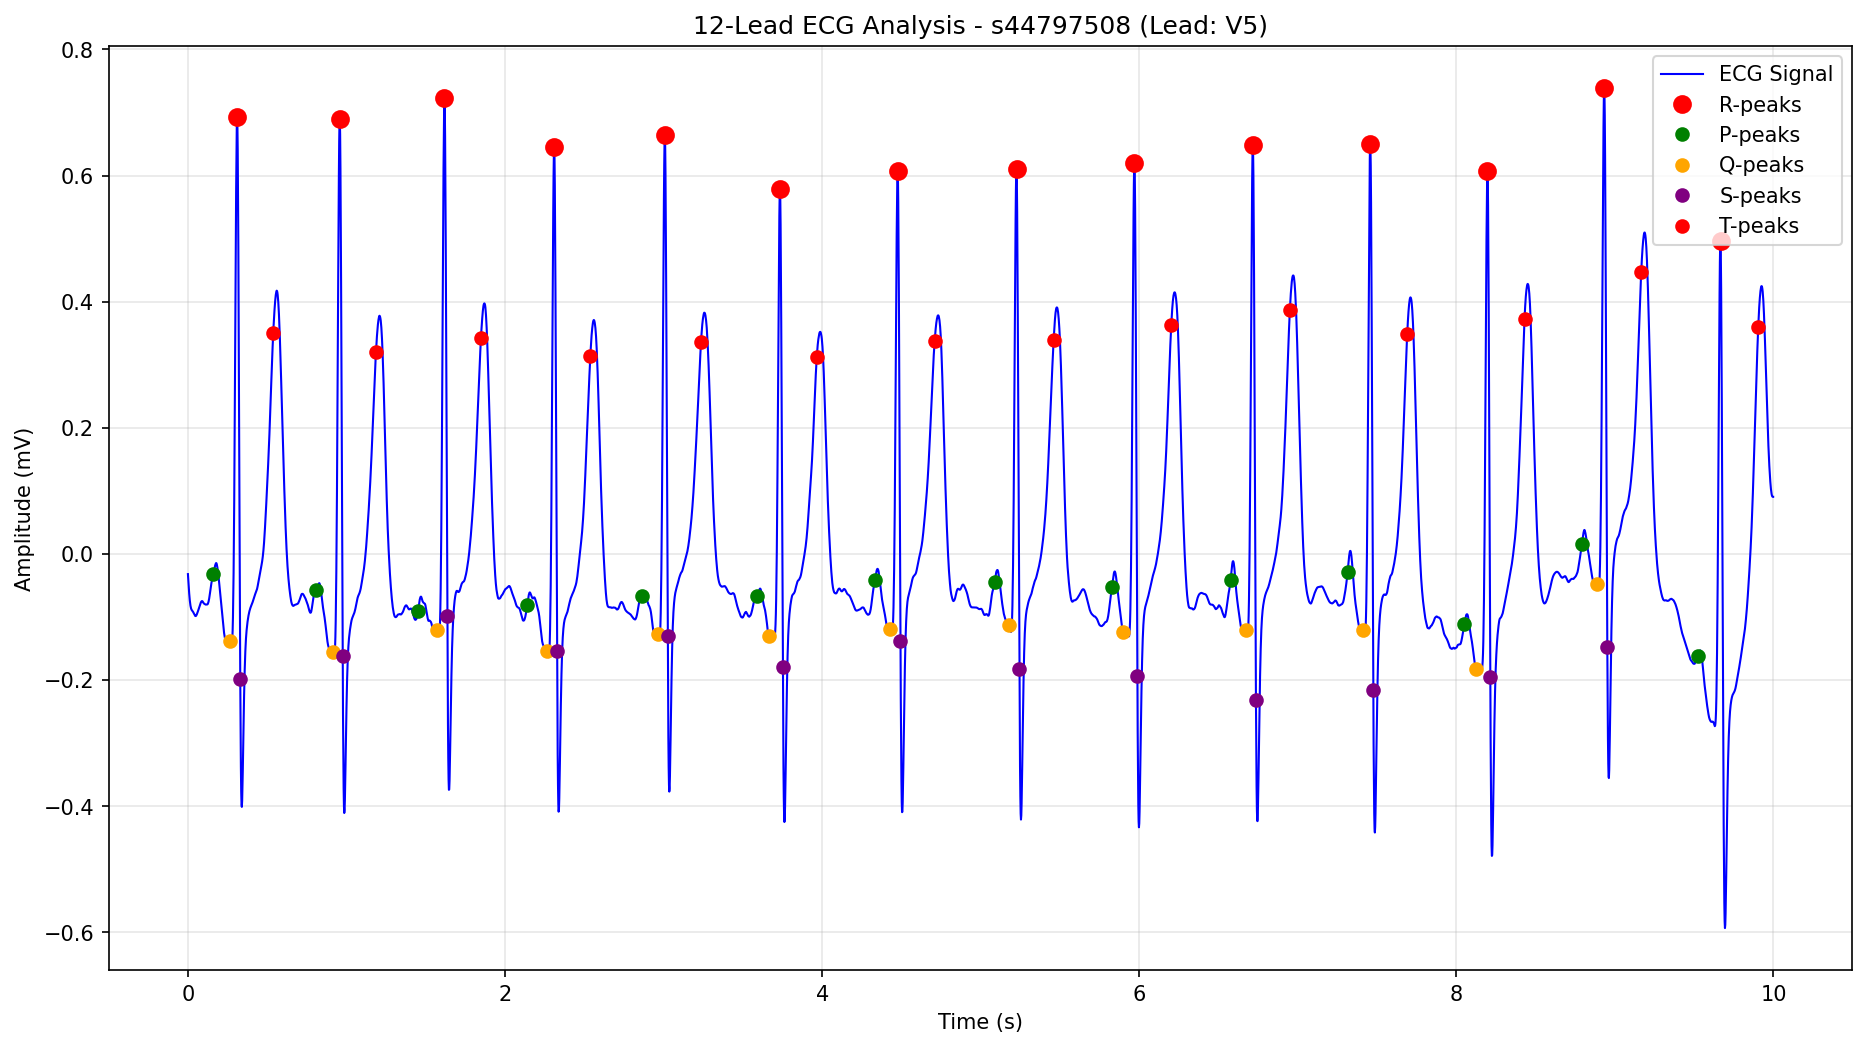 12-Lead ECG Analysis - s44797508 (Lead: V5)
ECG Signal
R-peaks
P-peaks
Q-peaks
S-peaks
T-peaks
Amplitude (mV)
0.8
0.6
0.4
0.2
0.0
−0.2
−0.4
−0.6
0 2 4 6 8 10
Time (s)